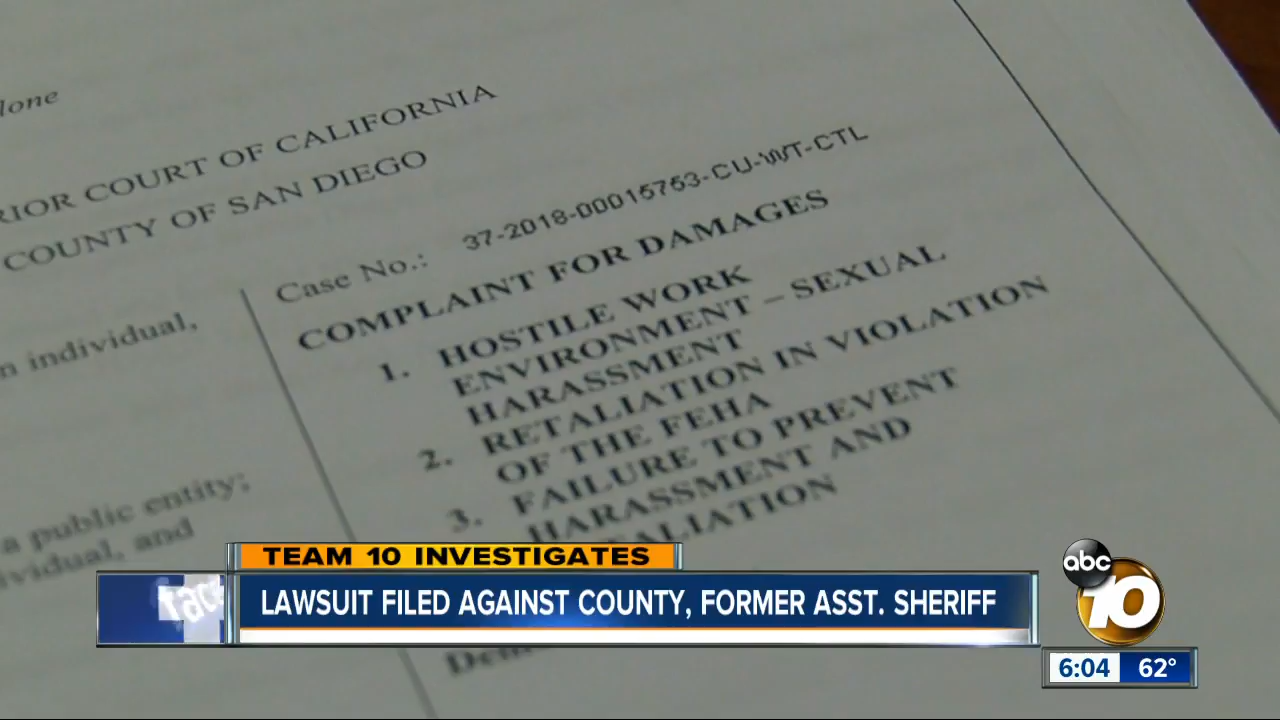 lone
RIOR COURT OF CALIFORNIA
COUNTY OF SAN DIEGO
n individual,
a public entity;
ividual, and
Case No.: 37-2018-00015753-CU-WT-CTL
COMPLAINT FOR DAMAGES
1. HOSTILE WORK
ENVIRONMENT – SEXUAL
HARASSMENT
2. RETALIATION IN VIOLATION
OF THE FEHA
3. FAILURE TO PREVENT
HARASSMENT AND
TALIATION
TEAM 10 INVESTIGATES
fac
LAWSUIT FILED AGAINST COUNTY, FORMER ASST. SHERIFF
abc
10
6:04 62°